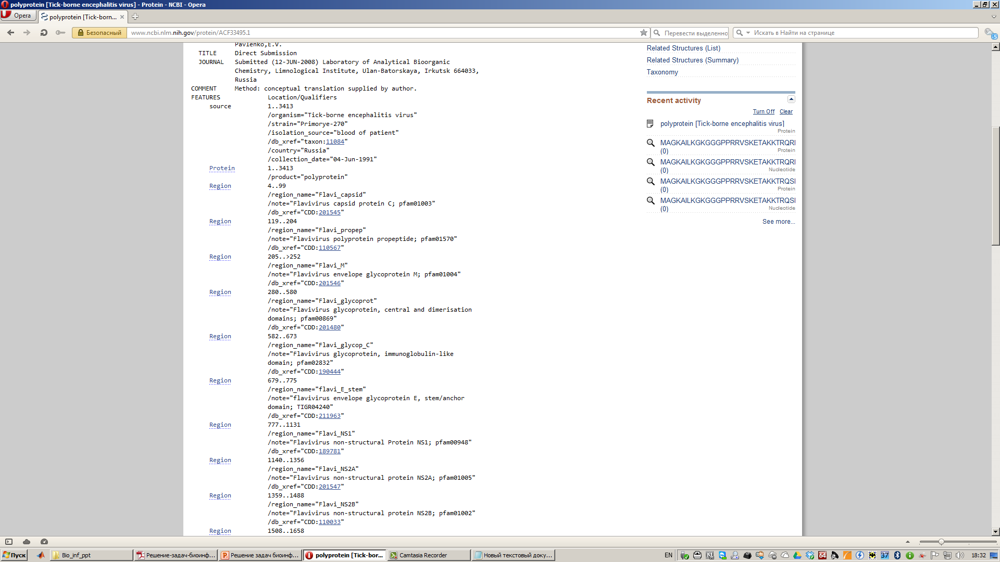 polyprotein [Tick-borne encephalitis virus] - Protein - NCBI - Opera
Opera
polyprotein [Tick-born...
Безопасный
www.ncbi.nlm.nih.gov/protein/ACF33495.1
Перевести выделенно
Искать в Найти на странице
Pavlenko,E.V.
TITLE Direct Submission
JOURNAL Submitted (12-JUN-2008) Laboratory of Analytical Bioorganic
Chemistry, Limnological Institute, Ulan-Batorskaya, Irkutsk 664033,
Russia
COMMENT Method: conceptual translation supplied by author.
FEATURES Location/Qualifiers
source 1..3413
/organism="Tick-borne encephalitis virus"
/strain="Primorye-270"
/isolation_source="blood of patient"
/db_xref="taxon:11084"
/country="Russia"
/collection_date="04-Jun-1991"
Protein 1..3413
/product="polyprotein"
Region 4..99
/region_name="Flavi_capsid"
/note="Flavivirus capsid protein C; pfam01003"
/db_xref="CDD:201545"
Region 119..204
/region_name="Flavi_propep"
/note="Flavivirus polyprotein propeptide; pfam01570"
/db_xref="CDD:110567"
Region 205..>252
/region_name="Flavi_M"
/note="Flavivirus envelope glycoprotein M; pfam01004"
/db_xref="CDD:201546"
Region 280..580
/region_name="Flavi_glycoprot"
/note="Flavivirus glycoprotein, central and dimerisation
domains; pfam00869"
/db_xref="CDD:201480"
Region 582..673
/region_name="Flavi_glycop_C"
/note="Flavivirus glycoprotein, immunoglobulin-like
domain; pfam02832"
/db_xref="CDD:190444"
Region 679..775
/region_name="flavi_E_stem"
/note="flavivirus envelope glycoprotein E, stem/anchor
domain; TIGR04240"
/db_xref="CDD:211963"
Region 777..1131
/region_name="Flavi_NS1"
/note="Flavivirus non-structural Protein NS1; pfam00948"
/db_xref="CDD:189781"
Region 1140..1356
/region_name="Flavi_NS2A"
/note="Flavivirus non-structural protein NS2A; pfam01005"
/db_xref="CDD:201547"
Region 1359..1488
/region_name="Flavi_NS2B"
/note="Flavivirus non-structural protein NS2B; pfam01002"
/db_xref="CDD:110033"
Region 1508..1658
Related Structures (List)
Related Structures (Summary)
Taxonomy
Recent activity
Turn Off Clear
polyprotein [Tick-borne encephalitis virus]
Protein
MAGKAILKGKGGGPPRRVSKETAKKTRQRI
(0) Protein
MAGKAILKGKGGGPPRRVSKETAKKTRQRI
(0) Nucleotide
MAGKAILKGKGGGPPRRVSKETAKKTRQSI
(0) Protein
MAGKAILKGKGGGPPRRVSKETAKKTRQSI
(0) Nucleotide
See more...
Пуск
Bio_inf_ppt
Решение-задач-биоинф...
Решение задач биоинф...
polyprotein [Tick-bor...
Camtasia Recorder
Новый текстовый доку...
EN
64
37
18:32